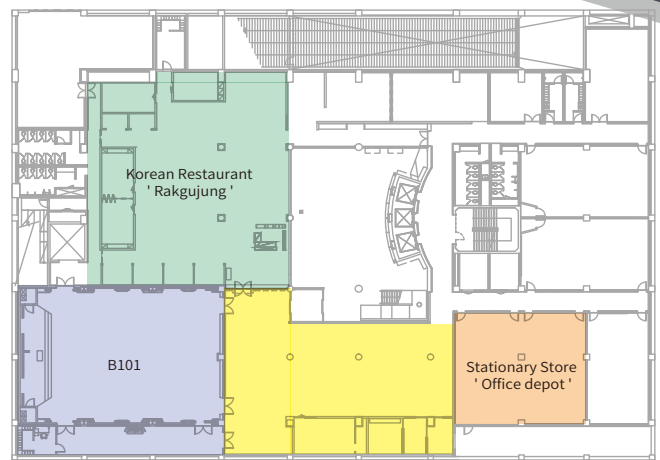 Korean Restaurant
' Rakgujung '
B101
Stationary Store
' Office depot '